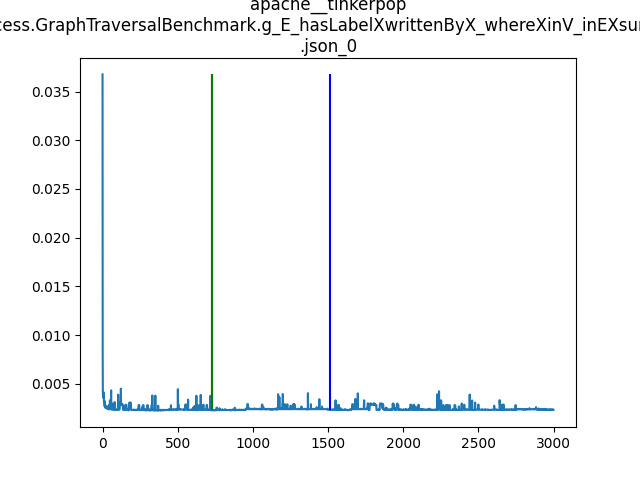 apache__tinkerpop
cess.GraphTraversalBenchmark.g_E_hasLabelXwrittenByX_whereXinV_inEXsur
.json_0
0.035
0.030
0.025
0.020
0.015
0.010
0.005
0 500 1000 1500 2000 2500 3000